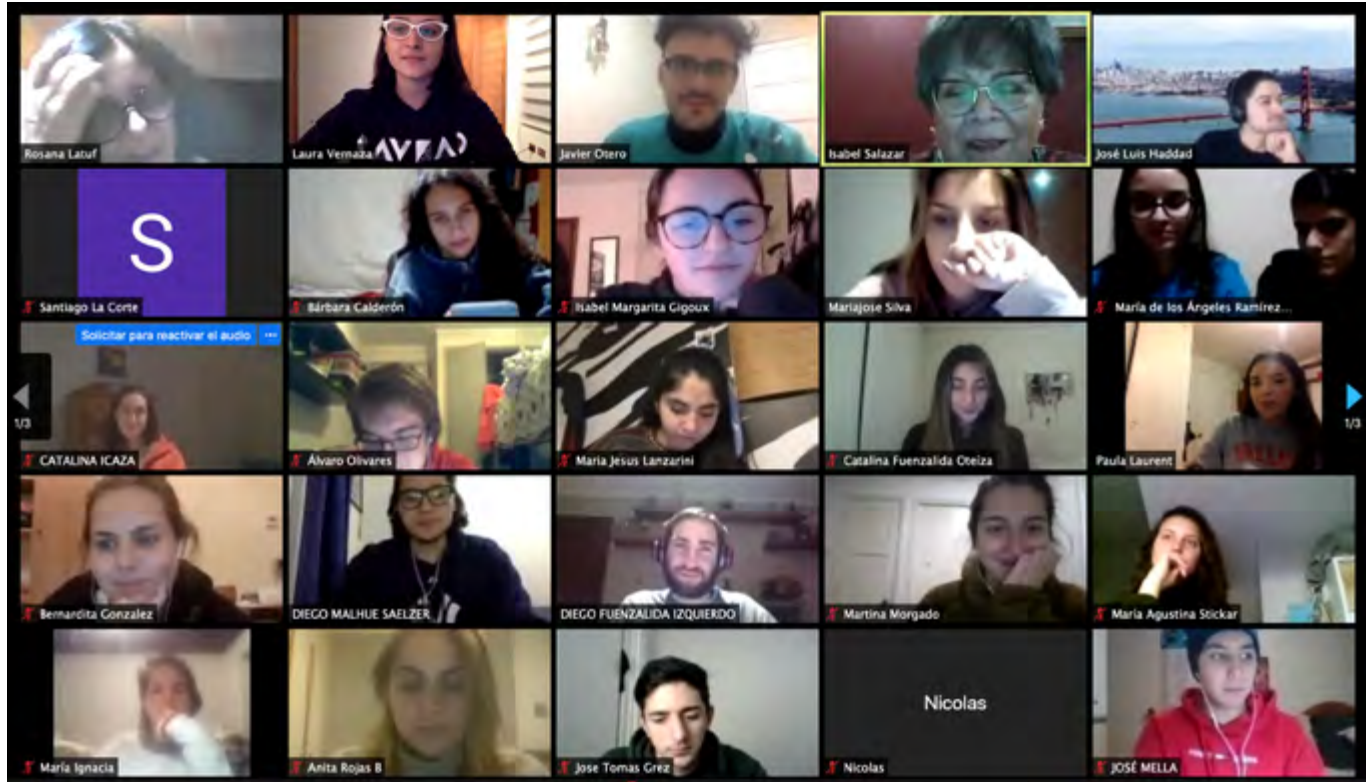 Rosana Latuf
Laura Vernaza
Javier Otero
Isabel Salazar
José Luis Haddad
S
Santiago La Corte
Bárbara Calderón
Isabel Margarita Gigoux
Mariajose Silva
María de los Ángeles Ramírez...
Solicitar para reactivar el audio ...
1/3
1/3
CATALINA ICAZA
Álvaro Olivares
Maria Jesus Lanzarini
Catalina Fuenzalida Oteiza
Paula Laurent
Bernardita Gonzalez
DIEGO MALHUE SAELZER
DIEGO FUENZALIDA IZQUIERDO
Martina Morgado
María Agustina Stickar
Nicolas
María Ignacia
Anita Rojas B
Jose Tomas Grez
Nicolas
JOSÉ MELLA